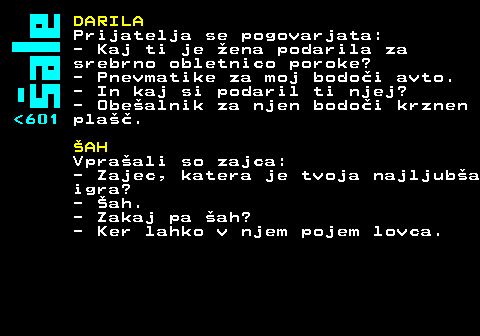 šale
<601
DARILA
Prijatelja se pogovarjata:
- Kaj ti je žena podarila za
srebrno obletnico poroke?
- Pnevmatike za moj bodoči avto.
- In kaj si podaril ti njej?
- Obešalnik za njen bodoči krznen
plašč.
ŠAH
Vprašali so zajca:
- Zajec, katera je tvoja najljubša
igra?
- Šah.
- Zakaj pa šah?
- Ker lahko v njem pojem lovca.